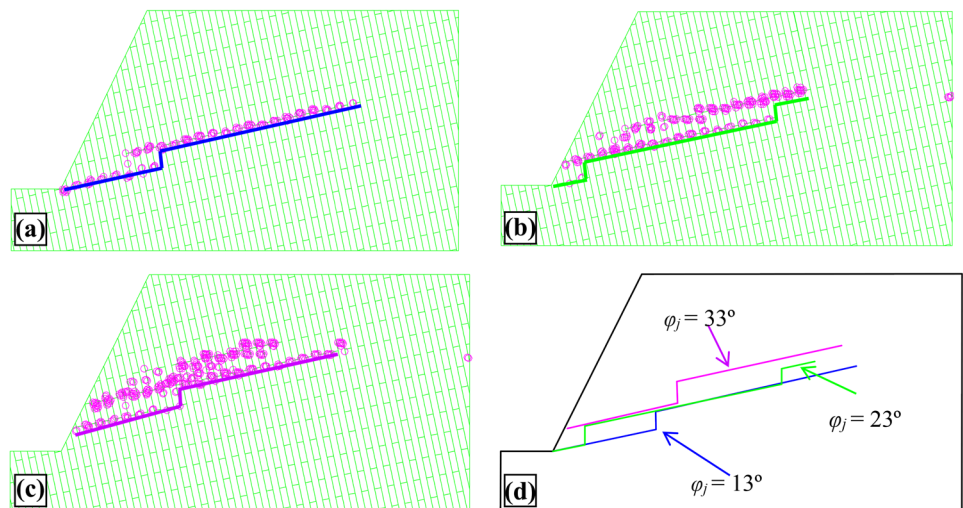 (a)
(b)
(c)
φj = 33º
φj = 23º
φj = 13º
(d)